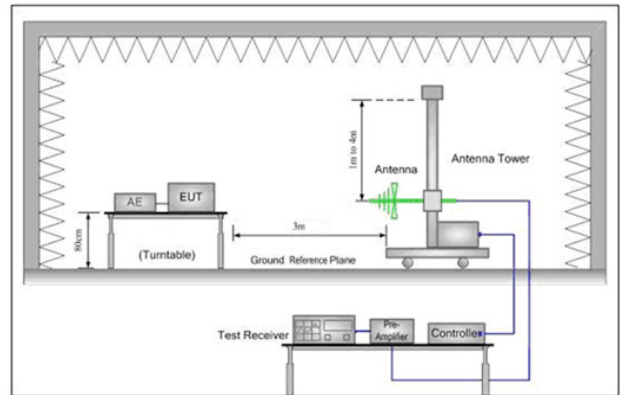 1m to 4m
Antenna
Antenna Tower
AE
EUT
80cm
(Turntable)
3m
Ground Reference Plane
Test Receiver
Pre-
Amplifier
Controller